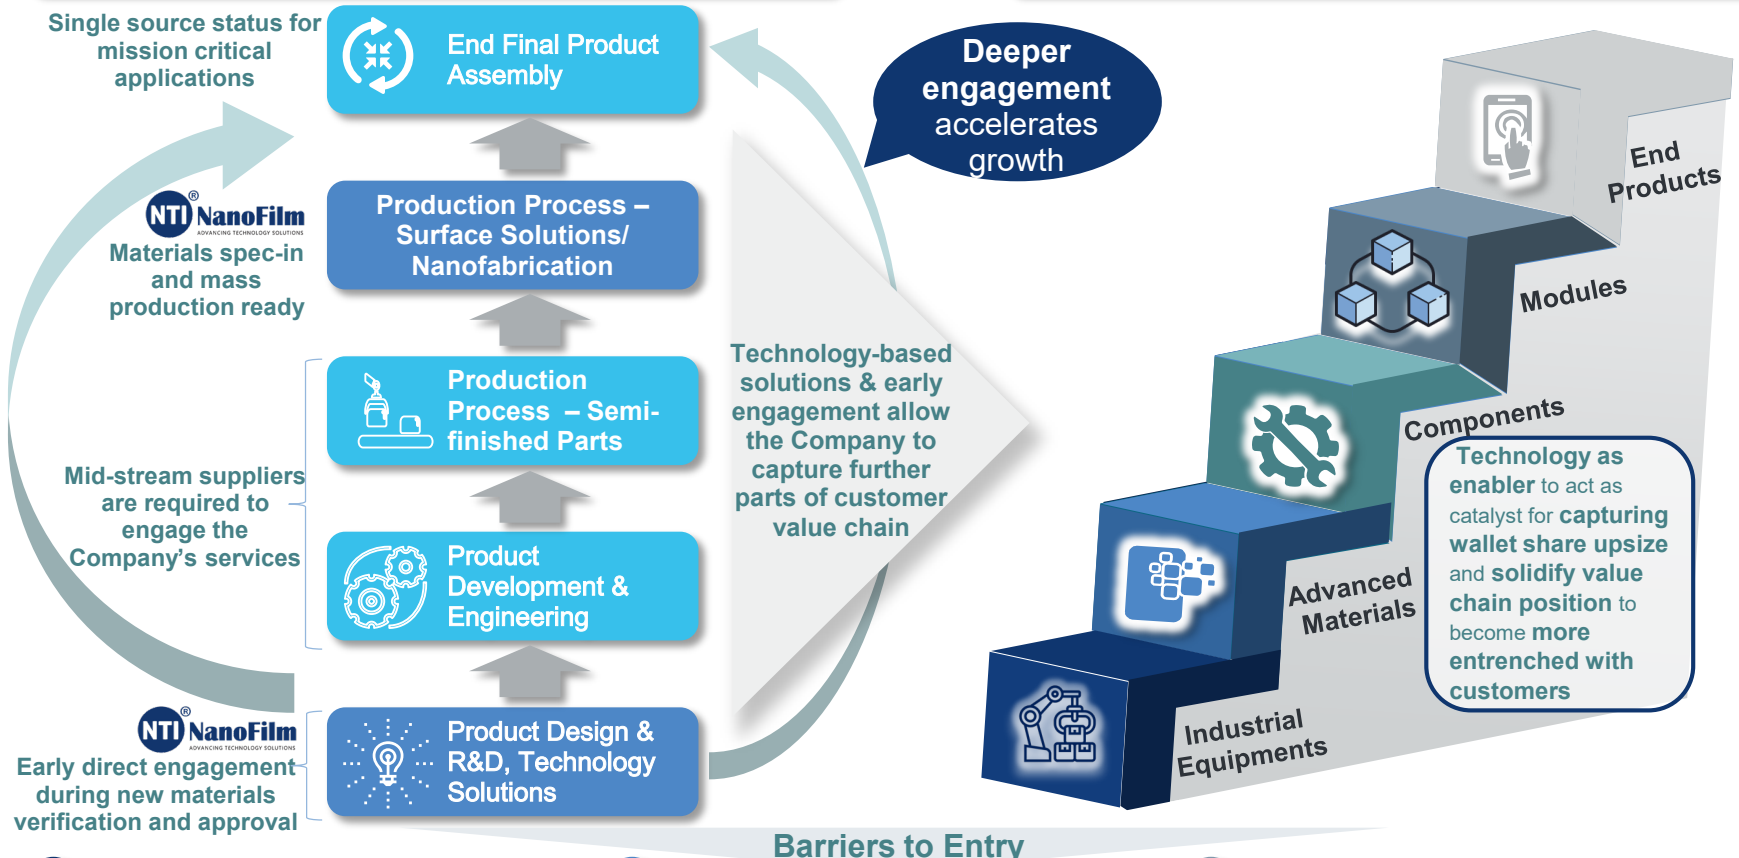 Single source status for
mission critical
applications
End Final Product
Assembly
NTI® NanoFilm
ADVANCING TECHNOLOGY SOLUTIONS
Materials spec-in
and mass
production ready
Production Process –
Surface Solutions/
Nanofabrication
Mid-stream suppliers
are required to
engage the
Company’s services
Production
Process – Semi-
finished Parts
Product
Development &
Engineering
NTI® NanoFilm
ADVANCING TECHNOLOGY SOLUTIONS
Early direct engagement
during new materials
verification and approval
Product Design &
R&D, Technology
Solutions
Technology-based
solutions & early
engagement allow
the Company to
capture further
parts of customer
value chain
Deeper
engagement
accelerates
growth
End
Products
Modules
Components
Advanced
Materials
Industrial
Equipments
Technology as
enabler to act as
catalyst for capturing
wallet share upsize
and solidify value
chain position to
become more
entrenched with
customers
Barriers to Entry